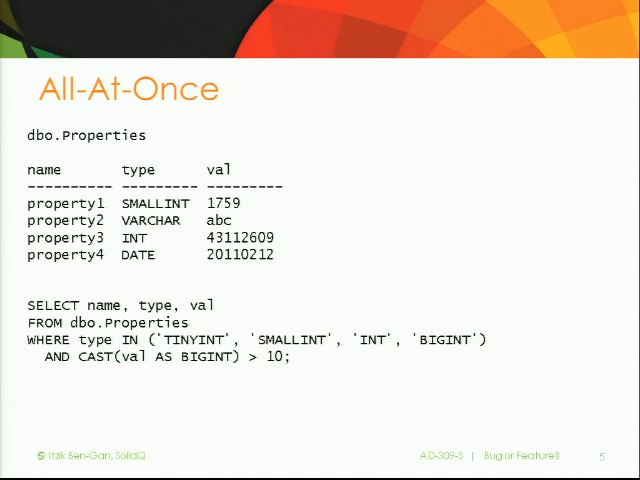 All-At-Once
dbo.Properties
name type val
---------- --------- ---------
property1 SMALLINT 1759
property2 VARCHAR abc
property3 INT 43112609
property4 DATE 20110212
SELECT name, type, val
FROM dbo.Properties
WHERE type IN ('TINYINT', 'SMALLINT', 'INT', 'BIGINT')
AND CAST(val AS BIGINT) > 10;
© Itzik Ben-Gan, SolidQ AD-309-S | Bug or Feature? 5